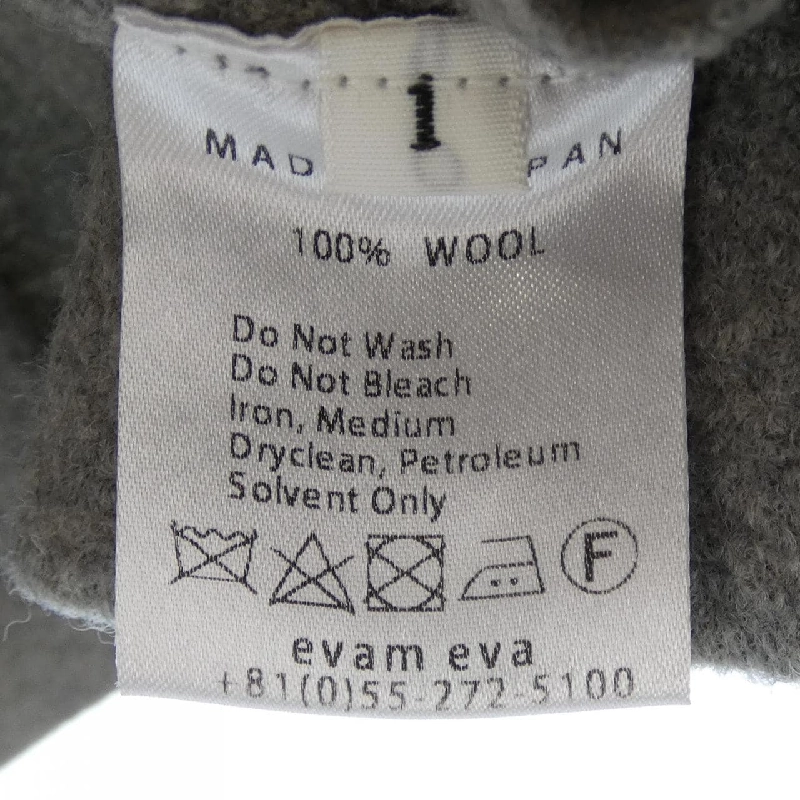 1
MAD PAN
100% WOOL
Do Not Wash
Do Not Bleach
Iron, Medium
Dryclean, Petroleum
Solvent Only
F
evam eva
+81(0)55-272-5100